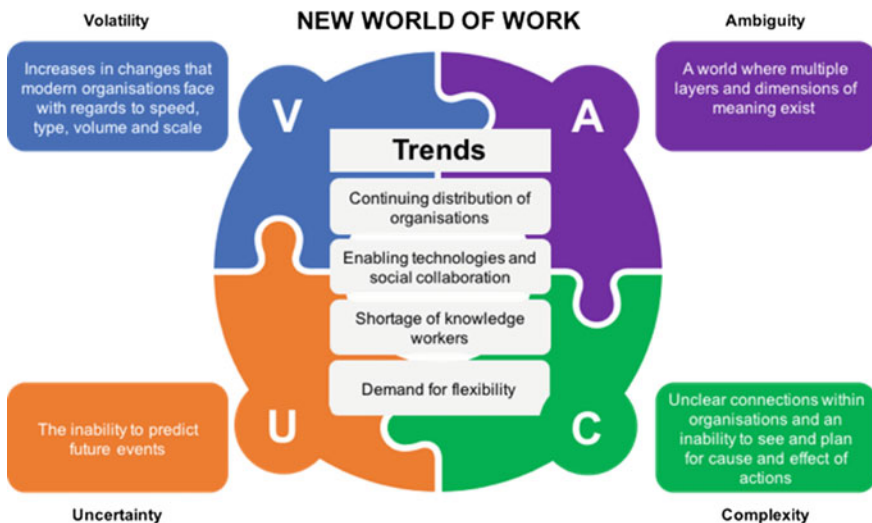 NEW WORLD OF WORK
Volatility
Increases in changes that
modern organisations face
with regards to speed,
type, volume and scale
V
Ambiguity
A world where multiple
layers and dimensions of
meaning exist
A
Trends
Continuing distribution of
organisations
Enabling technologies and
social collaboration
Shortage of knowledge
workers
Demand for flexibility
U
The inability to predict
future events
Uncertainty
C
Unclear connections within
organisations and an
inability to see and plan
for cause and effect of
actions
Complexity